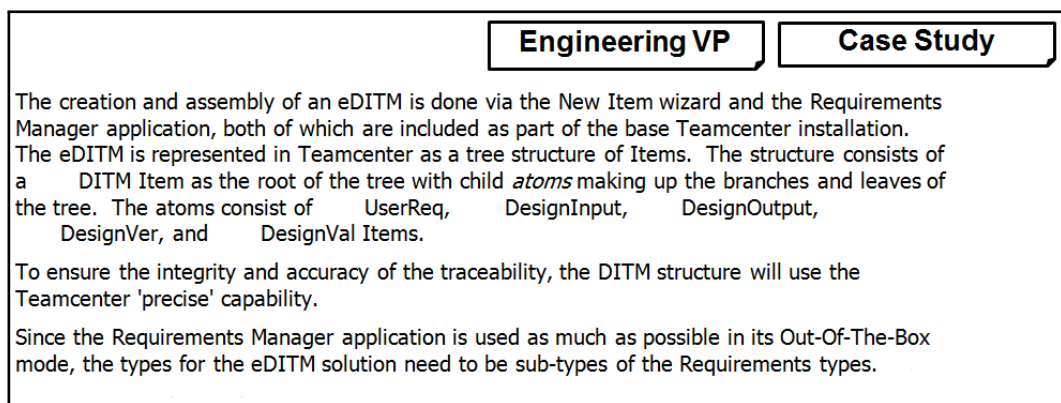 Engineering VP
Case Study
The creation and assembly of an eDITM is done via the New Item wizard and the Requirements
Manager application, both of which are included as part of the base Teamcenter installation.
The eDITM is represented in Teamcenter as a tree structure of Items.  The structure consists of
a DITM Item as the root of the tree with child atoms making up the branches and leaves of
the tree.  The atoms consist of UserReq, DesignInput, DesignOutput,
DesignVer, and DesignVal Items.
To ensure the integrity and accuracy of the traceability, the DITM structure will use the
Teamcenter 'precise' capability.
Since the Requirements Manager application is used as much as possible in its Out-Of-The-Box
mode, the types for the eDITM solution need to be sub-types of the Requirements types.